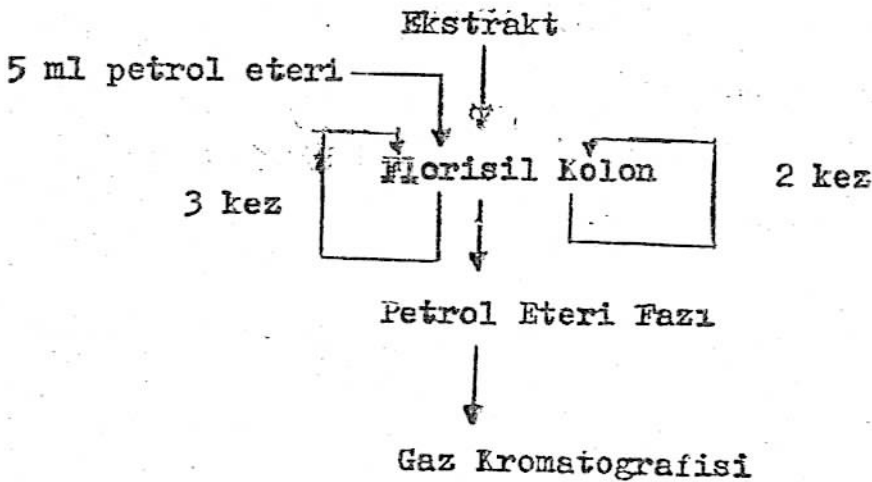 Ekstrakt
5 ml petrol eteri
Florisil Kolon
3 kez
2 kez
Petrol Eteri Fazı
Gaz Kromatografisi